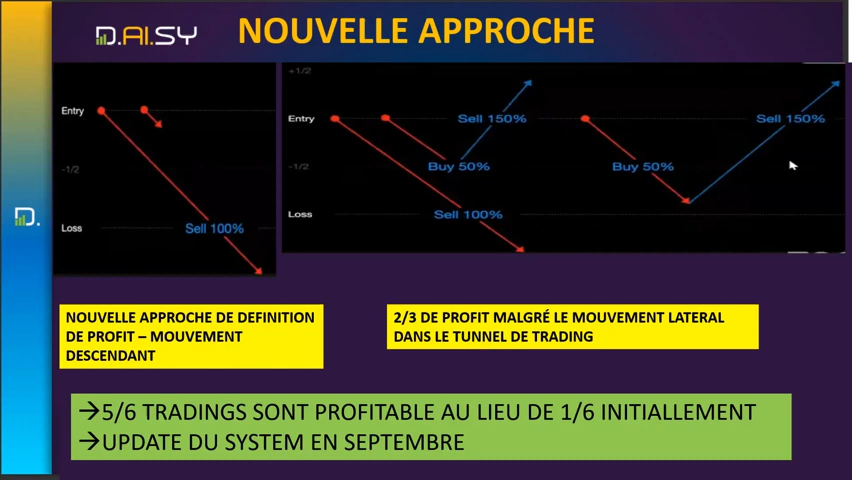 D.AI.SY
NOUVELLE APPROCHE
Entry
-1/2
Loss
Sell 100%
+1/2
Entry
-1/2
Loss
Sell 150%
Buy 50%
Sell 100%
Sell 150%
Buy 50%
D.
NOUVELLE APPROCHE DE DEFINITION
DE PROFIT – MOUVEMENT
DESCENDANT
2/3 DE PROFIT MALGRÉ LE MOUVEMENT LATERAL
DANS LE TUNNEL DE TRADING
→5/6 TRADINGS SONT PROFITABLE AU LIEU DE 1/6 INITIALLEMENT
→UPDATE DU SYSTEM EN SEPTEMBRE